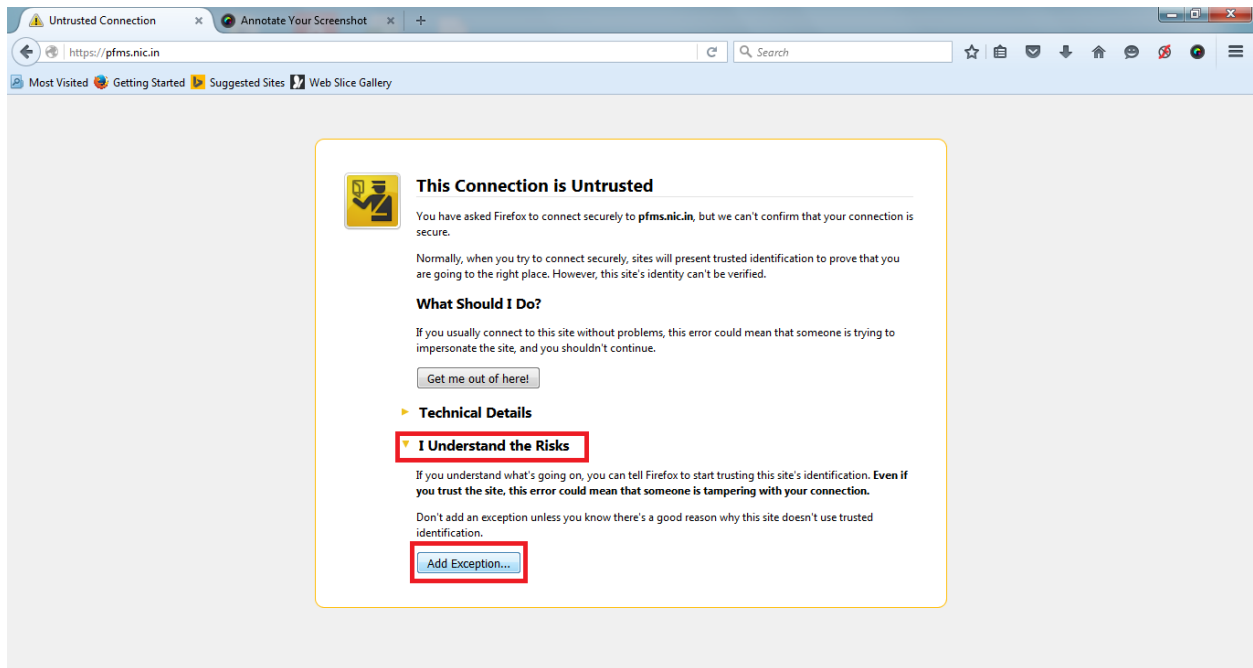 Untrusted Connection
Annotate Your Screenshot
https://pfms.nic.in
Search
Most Visited Getting Started Suggested Sites Web Slice Gallery
This Connection is Untrusted
You have asked Firefox to connect securely to pfms.nic.in, but we can't confirm that your connection is
secure.
Normally, when you try to connect securely, sites will present trusted identification to prove that you
are going to the right place. However, this site's identity can't be verified.
What Should I Do?
If you usually connect to this site without problems, this error could mean that someone is trying to
impersonate the site, and you shouldn't continue.
Get me out of here!
Technical Details
I Understand the Risks
If you understand what's going on, you can tell Firefox to start trusting this site's identification. Even if
you trust the site, this error could mean that someone is tampering with your connection.
Don't add an exception unless you know there's a good reason why this site doesn't use trusted
identification.
Add Exception...